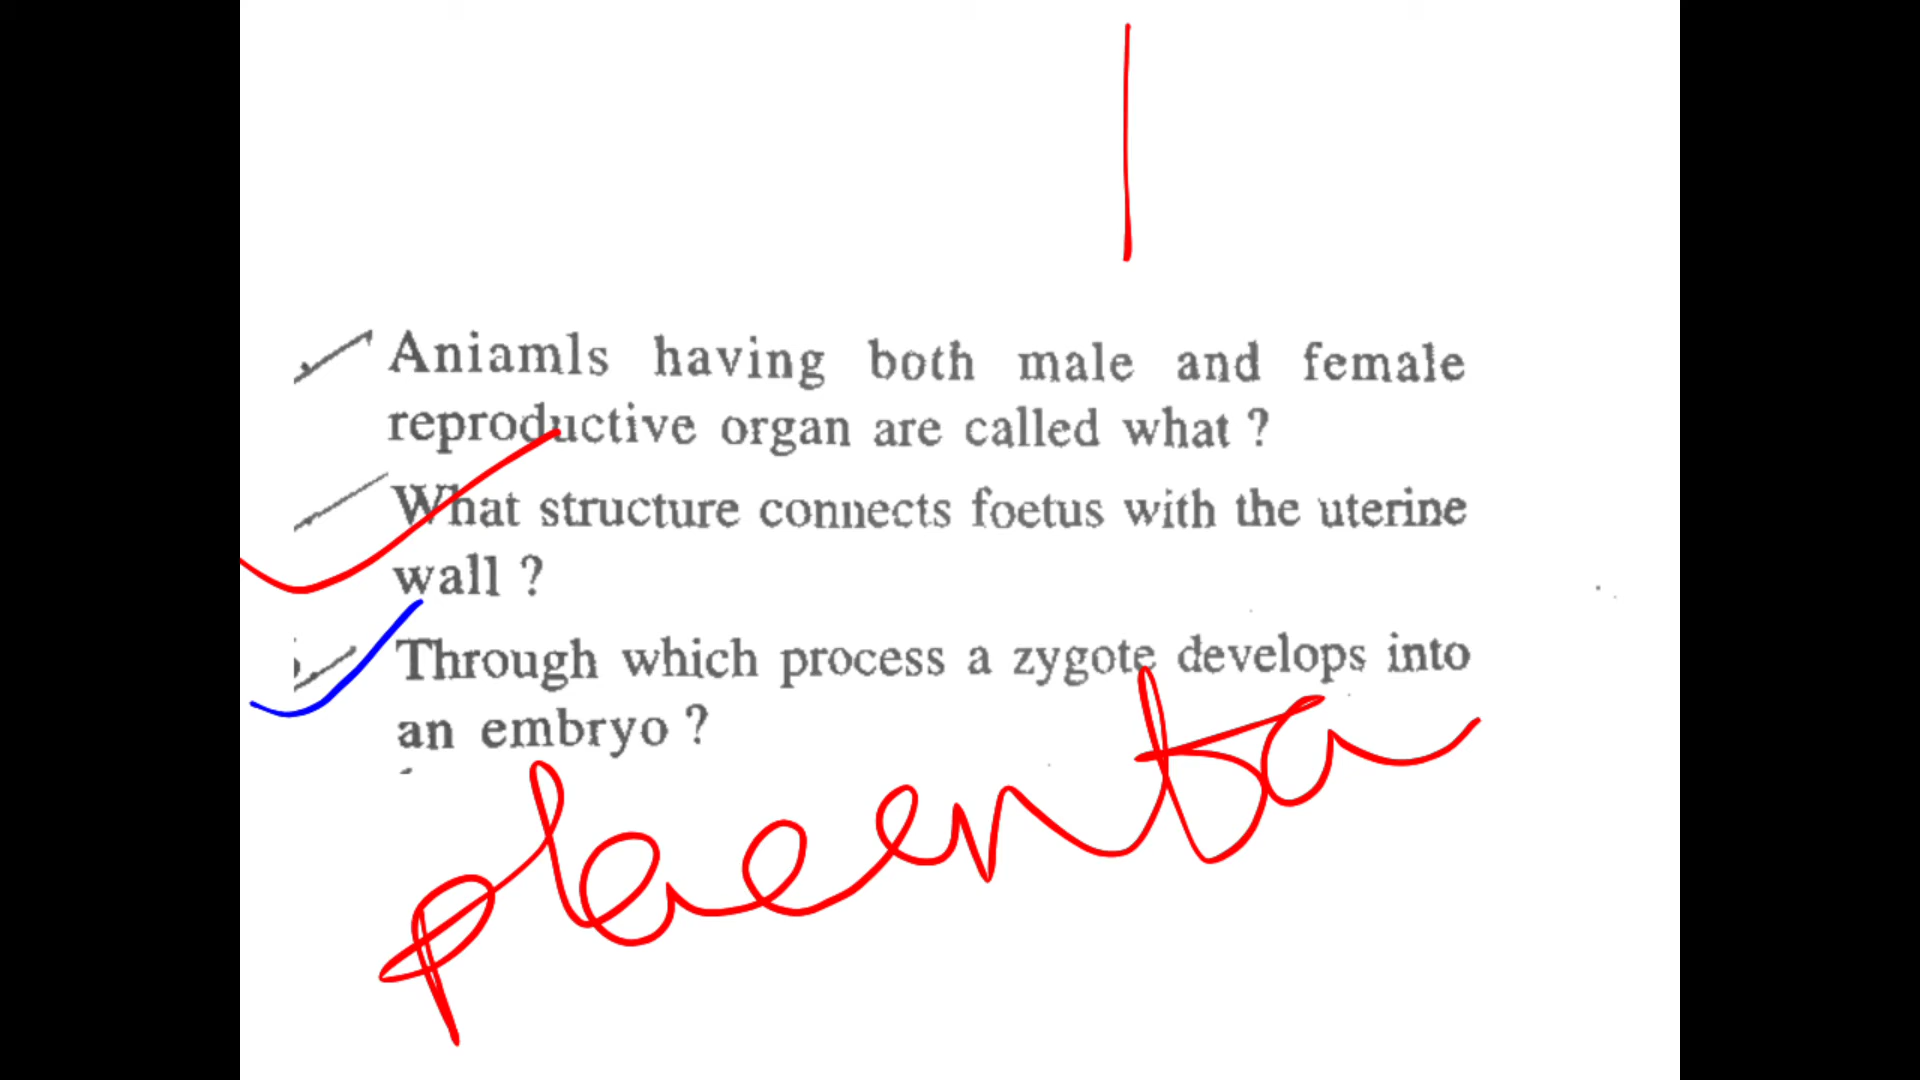 Aniamls having both male and female
reproductive organ are called what ?
What structure connects foetus with the uterine
wall ?
Through which process a zygote develops into
an embryo ?
placenta